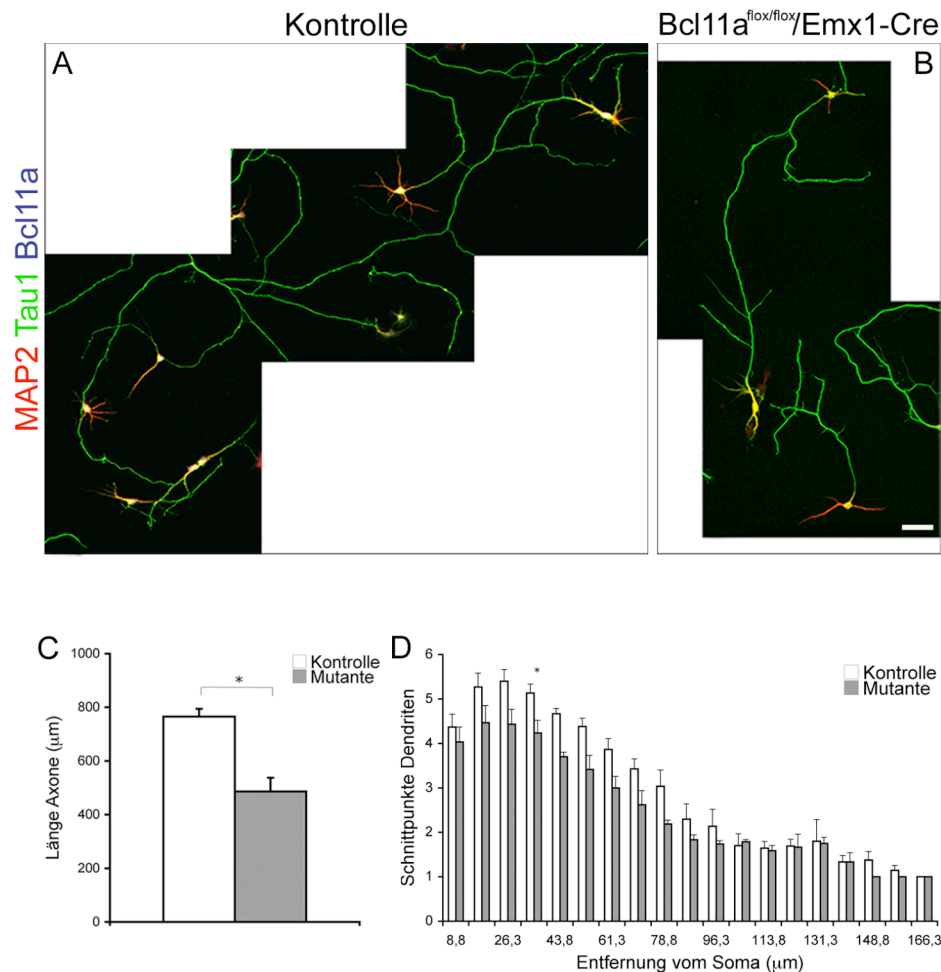 Kontrolle
Bcl11a^flox/flox/Emx1-Cre
A
B
MAP2 Tau1 Bcl11a
C
1000
800
600
400
200
0
Länge Axone (µm)
*
Kontrolle
Mutante
D
6
5
4
3
2
1
0
Schnittpunkte Dendriten
*
Kontrolle
Mutante
8,8 26,3 43,8 61,3 78,8 96,3 113,8 131,3 148,8 166,3
Entfernung vom Soma (µm)